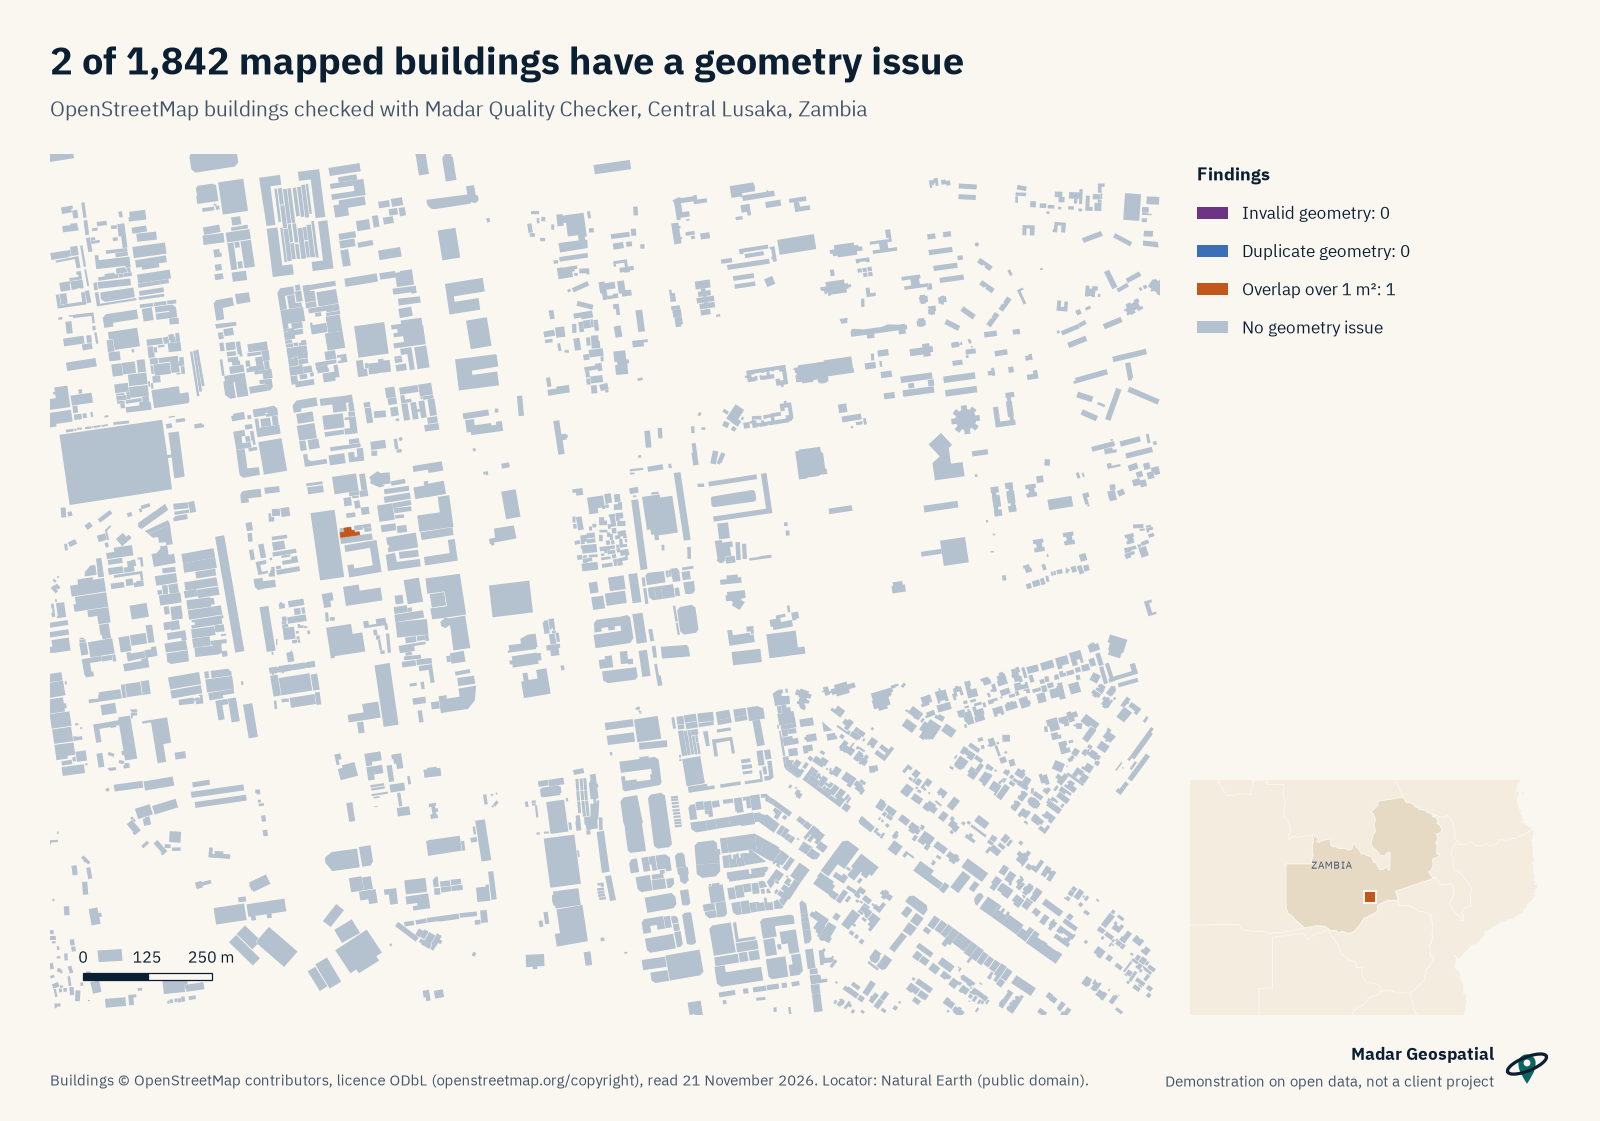 2 of 1,842 mapped buildings have a geometry issue
OpenStreetMap buildings checked with Madar Quality Checker, Central Lusaka, Zambia
Findings
Invalid geometry: 0
Duplicate geometry: 0
Overlap over 1 m²: 1
No geometry issue
ZAMBIA
0 125 250 m
Madar Geospatial
Buildings © OpenStreetMap contributors, licence ODbL (openstreetmap.org/copyright), read 21 November 2026. Locator: Natural Earth (public domain).
Demonstration on open data, not a client project